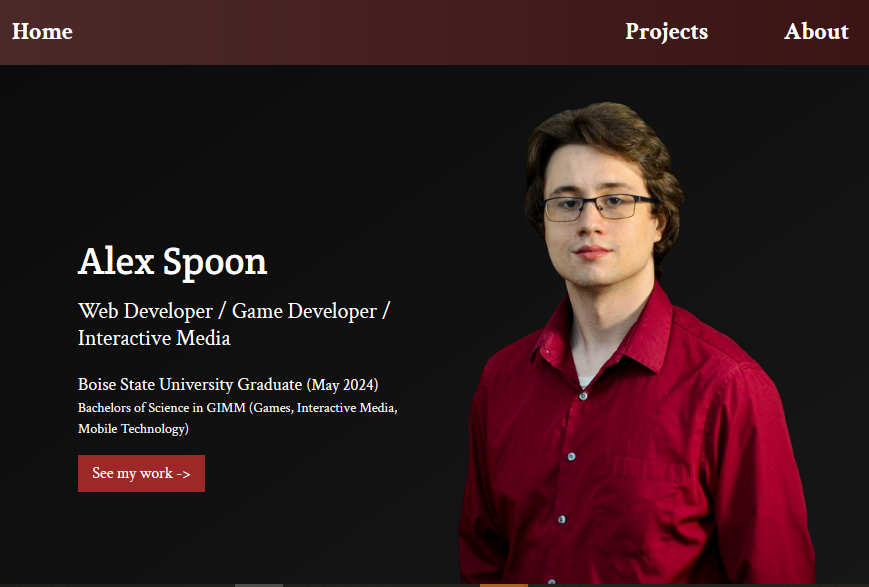 Home
Projects
About
Alex Spoon
Web Developer / Game Developer /
Interactive Media
Boise State University Graduate (May 2024)
Bachelors of Science in GIMM (Games, Interactive Media,
Mobile Technology)
See my work ->